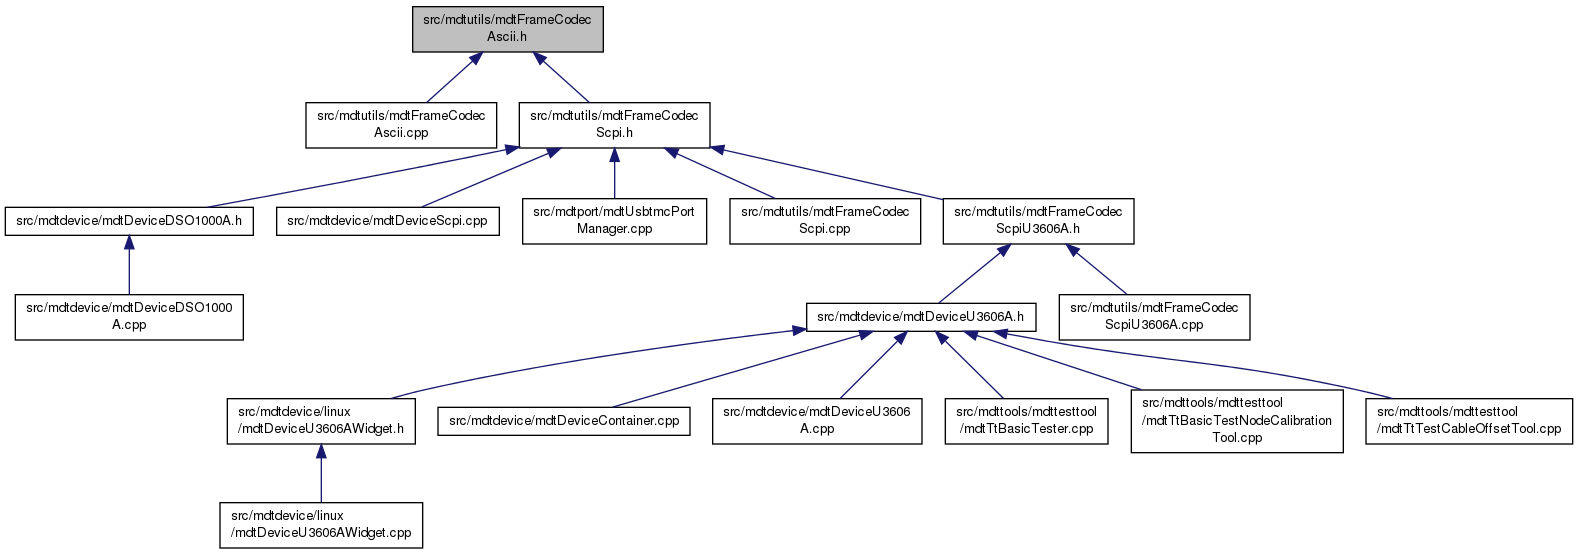 src/mdtutils/mdtFrameCodec
Ascii.h
src/mdtutils/mdtFrameCodec
Ascii.cpp
src/mdtutils/mdtFrameCodec
Scpi.h
src/mdtdevice/mdtDeviceDSO1000A.h
src/mdtdevice/mdtDeviceScpi.cpp
src/mdtport/mdtUsbtmcPort
Manager.cpp
src/mdtutils/mdtFrameCodec
Scpi.cpp
src/mdtutils/mdtFrameCodec
ScpiU3606A.h
src/mdtdevice/mdtDeviceDSO1000
A.cpp
src/mdtdevice/mdtDeviceU3606A.h
src/mdtutils/mdtFrameCodec
ScpiU3606A.cpp
src/mdtdevice/linux
/mdtDeviceU3606AWidget.h
src/mdtdevice/mdtDeviceContainer.cpp
src/mdtdevice/mdtDeviceU3606
A.cpp
src/mdttools/mdttesttool
/mdtTtBasicTester.cpp
src/mdttools/mdttesttool
/mdtTtBasicTestNodeCalibration
Tool.cpp
src/mdttools/mdttesttool
/mdtTtTestCableOffsetTool.cpp
src/mdtdevice/linux
/mdtDeviceU3606AWidget.cpp